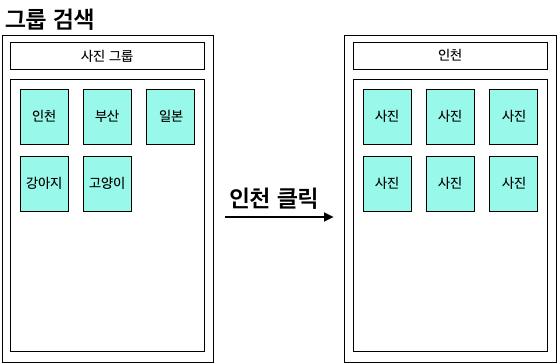 그룹 검색
사진 그룹
인천 부산 일본
강아지 고양이
인천 클릭
인천
사진 사진 사진
사진 사진 사진